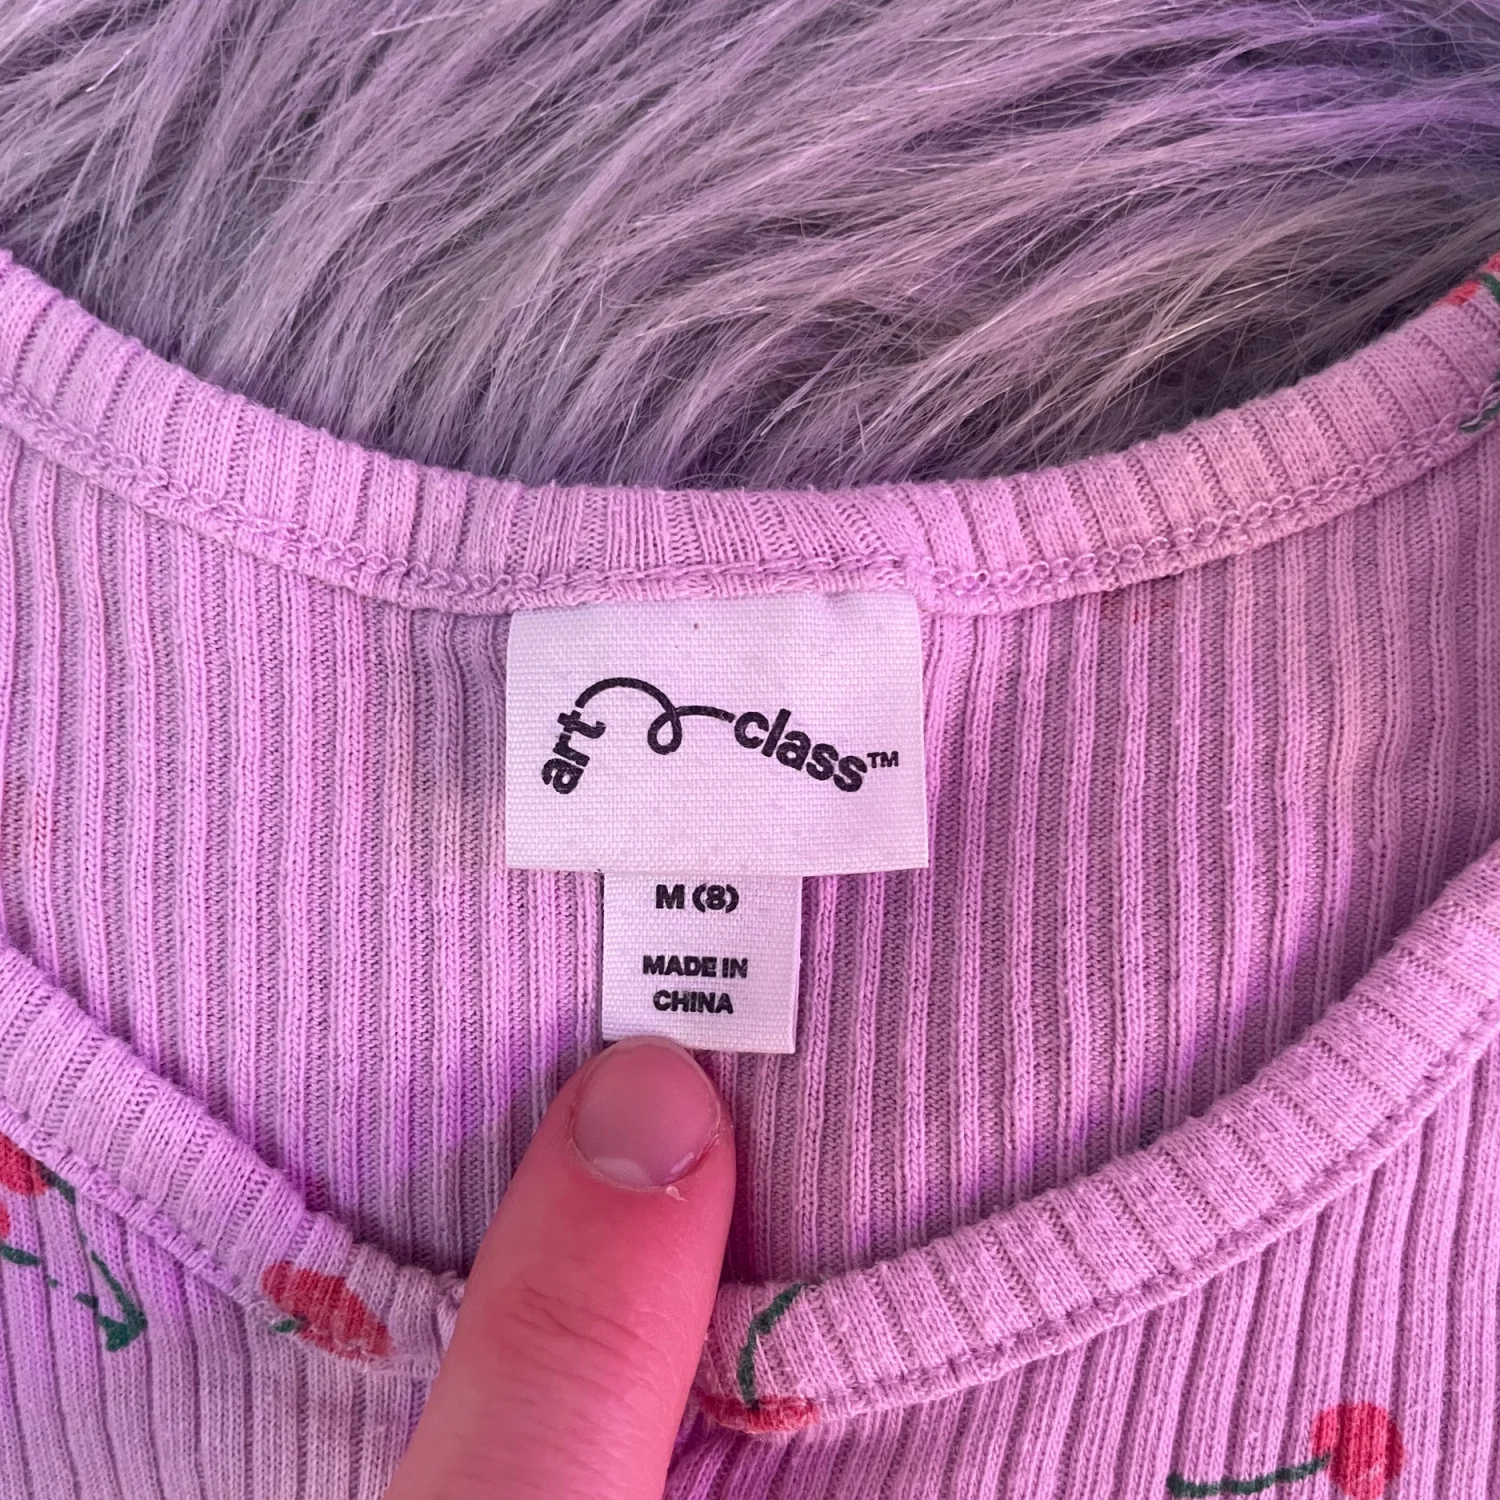 art class™
M (8)
MADE IN
CHINA